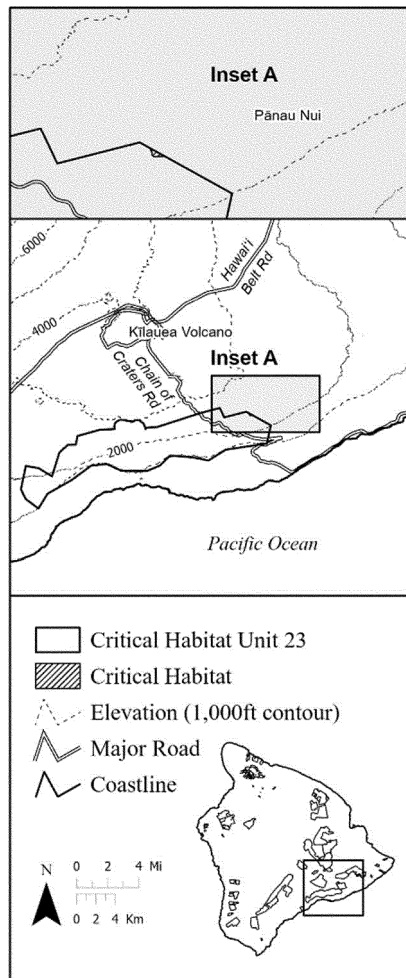 Inset A
Pānau Nui
6000
Hawai‘i
Belt Rd
4000
Kīlauea Volcano
Chain of
Craters Rd
Inset A
2000
Pacific Ocean
Critical Habitat Unit 23
Critical Habitat
Elevation (1,000ft contour)
Major Road
Coastline
N
0 2 4 Mi
0 2 4 Km